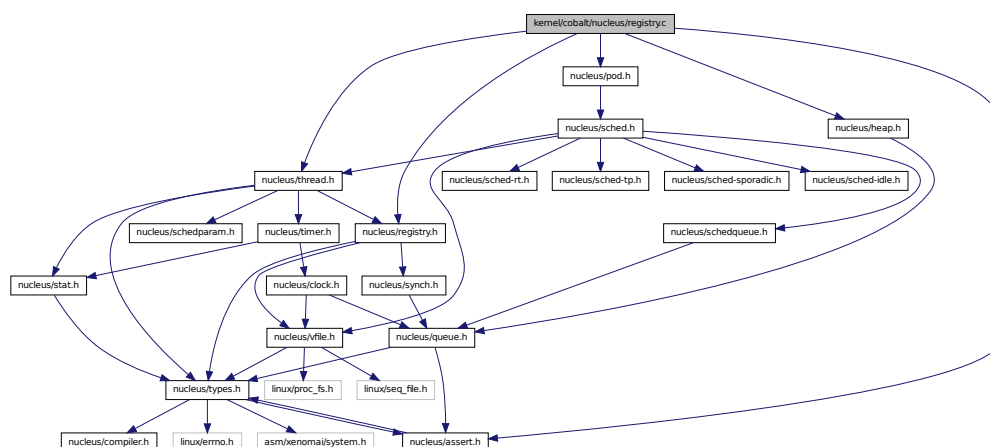 kernel/cobalt/nucleus/registry.c
nucleus/pod.h
nucleus/sched.h
nucleus/heap.h
nucleus/thread.h
nucleus/sched-rt.h
nucleus/sched-tp.h
nucleus/sched-sporadic.h
nucleus/sched-idle.h
nucleus/schedparam.h
nucleus/timer.h
nucleus/registry.h
nucleus/schedqueue.h
nucleus/stat.h
nucleus/clock.h
nucleus/synch.h
nucleus/vfile.h
nucleus/queue.h
nucleus/types.h
linux/proc_fs.h
linux/seq_file.h
nucleus/compiler.h
linux/errno.h
asm/xenomai/system.h
nucleus/assert.h